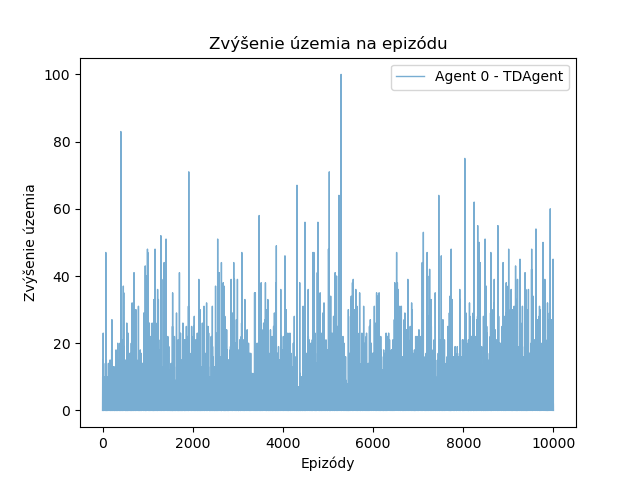 Zvýšenie územia na epizódu
Agent 0 - TDAgent
100
80
60
40
20
0
Zvýšenie územia
0 2000 4000 6000 8000 10000
Epizódy